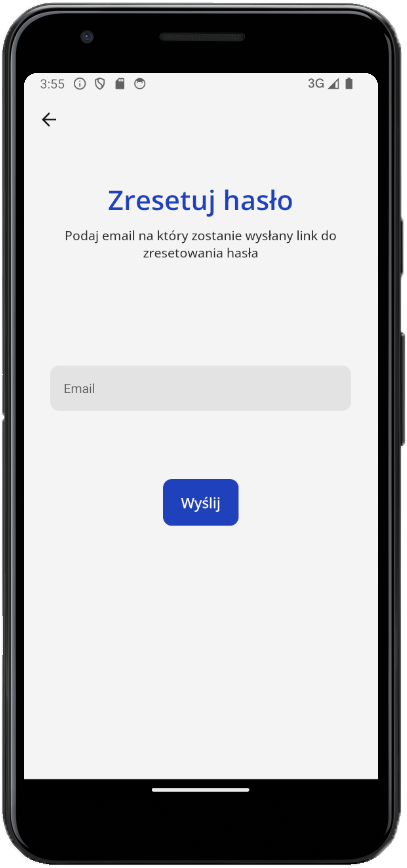 3:55
3G
Zresetuj hasło
Podaj email na który zostanie wysłany link do
zresetowania hasła
Email
Wyślij